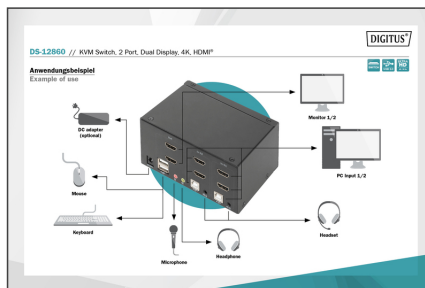 DIGITUS®
DS-12860 // KVM Switch, 2 Port, Dual Display, 4K, HDMI®
Anwendungsbeispiel
Example of use
DC adapter
(optional)
Monitor 1/2
PC input 1/2
Mouse
Keyboard
Microphone
Headphone
Headset